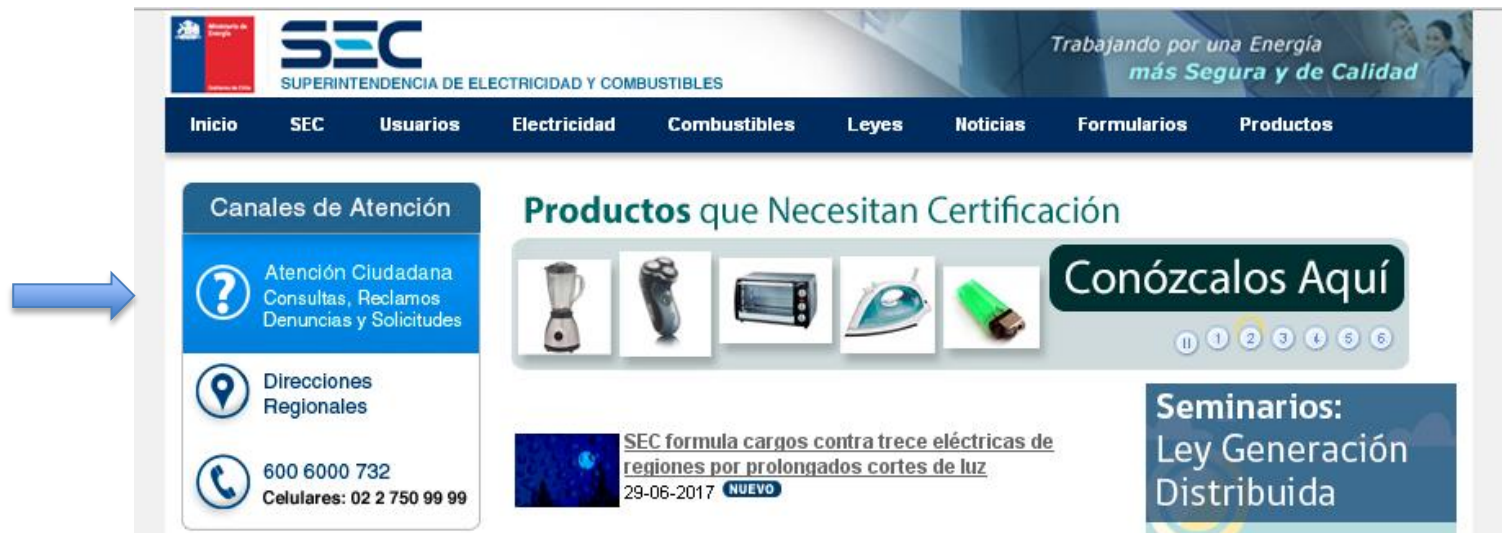 Ministerio de
Energía
Gobierno de Chile
SEC
SUPERINTENDENCIA DE ELECTRICIDAD Y COMBUSTIBLES
Trabajando por una Energía
más Segura y de Calidad
Inicio SEC Usuarios Electricidad Combustibles Leyes Noticias Formularios Productos
Canales de Atención
Atención Ciudadana
Consultas, Reclamos
Denuncias y Solicitudes
Direcciones
Regionales
600 6000 732
Celulares: 02 2 750 99 99
Productos que Necesitan Certificación
Conózcalos Aquí
1 2 3 4 5 6
SEC formula cargos contra trece eléctricas de
regiones por prolongados cortes de luz
29-06-2017 NUEVO
Seminarios:
Ley Generación
Distribuida